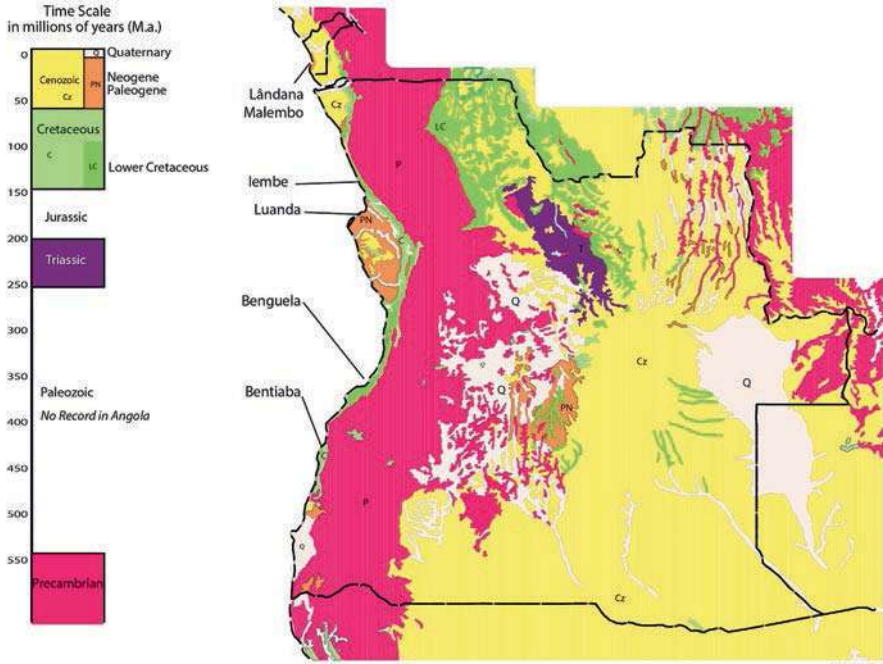 Time Scale
in millions of years (M.a.)
0
50
100
150
200
250
300
350
400
450
500
550
Q
Quaternary
Cenozoic
Cz
PN
Neogene
Paleogene
Cretaceous
C
LC
Lower Cretaceous
Jurassic
Triassic
Paleozoic
No Record in Angola
Precambrian
Lândana
Malembo
Iembe
Luanda
Benguela
Bentiaba
Cz
LC
P
PN
C
T
Q
Cz
Q
Q
PN
C
P
Q
Cz